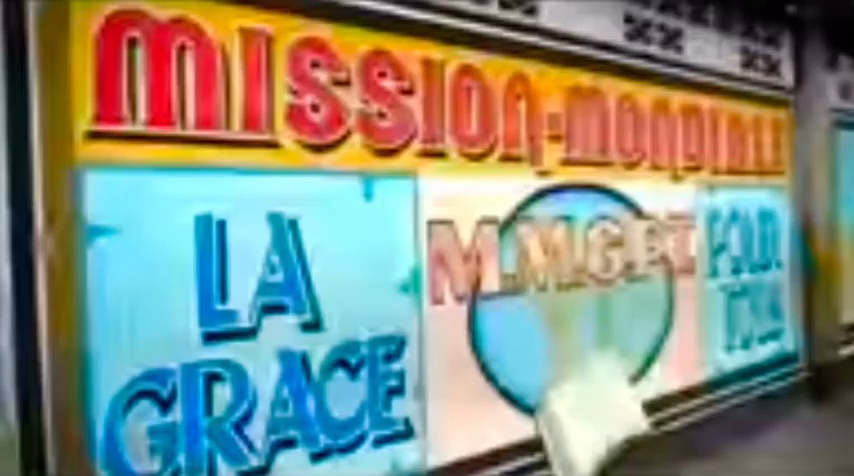 MISSION-MONDIALE
LA
GRACE
M.M.G.P.T
POUR
TOUS